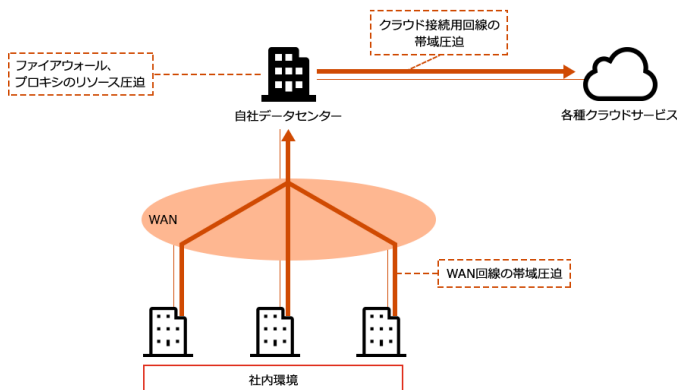 クラウド接続用回線の
帯域圧迫
ファイアウォール、
プロキシのリソース圧迫
自社データセンター
各種クラウドサービス
WAN
WAN回線の帯域圧迫
社内環境